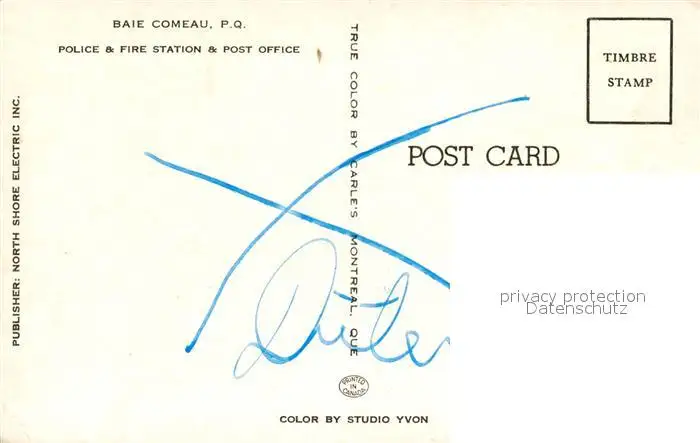 BAIE COMEAU, P.Q.
POLICE & FIRE STATION & POST OFFICE
PUBLISHER: NORTH SHORE ELECTRIC INC.
TRUE COLOR BY CARLE'S MONTREAL, QUE
TIMBRE
STAMP
POST CARD
privacy protection
Datenschutz
PRINTED
IN
CANADA
COLOR BY STUDIO YVON